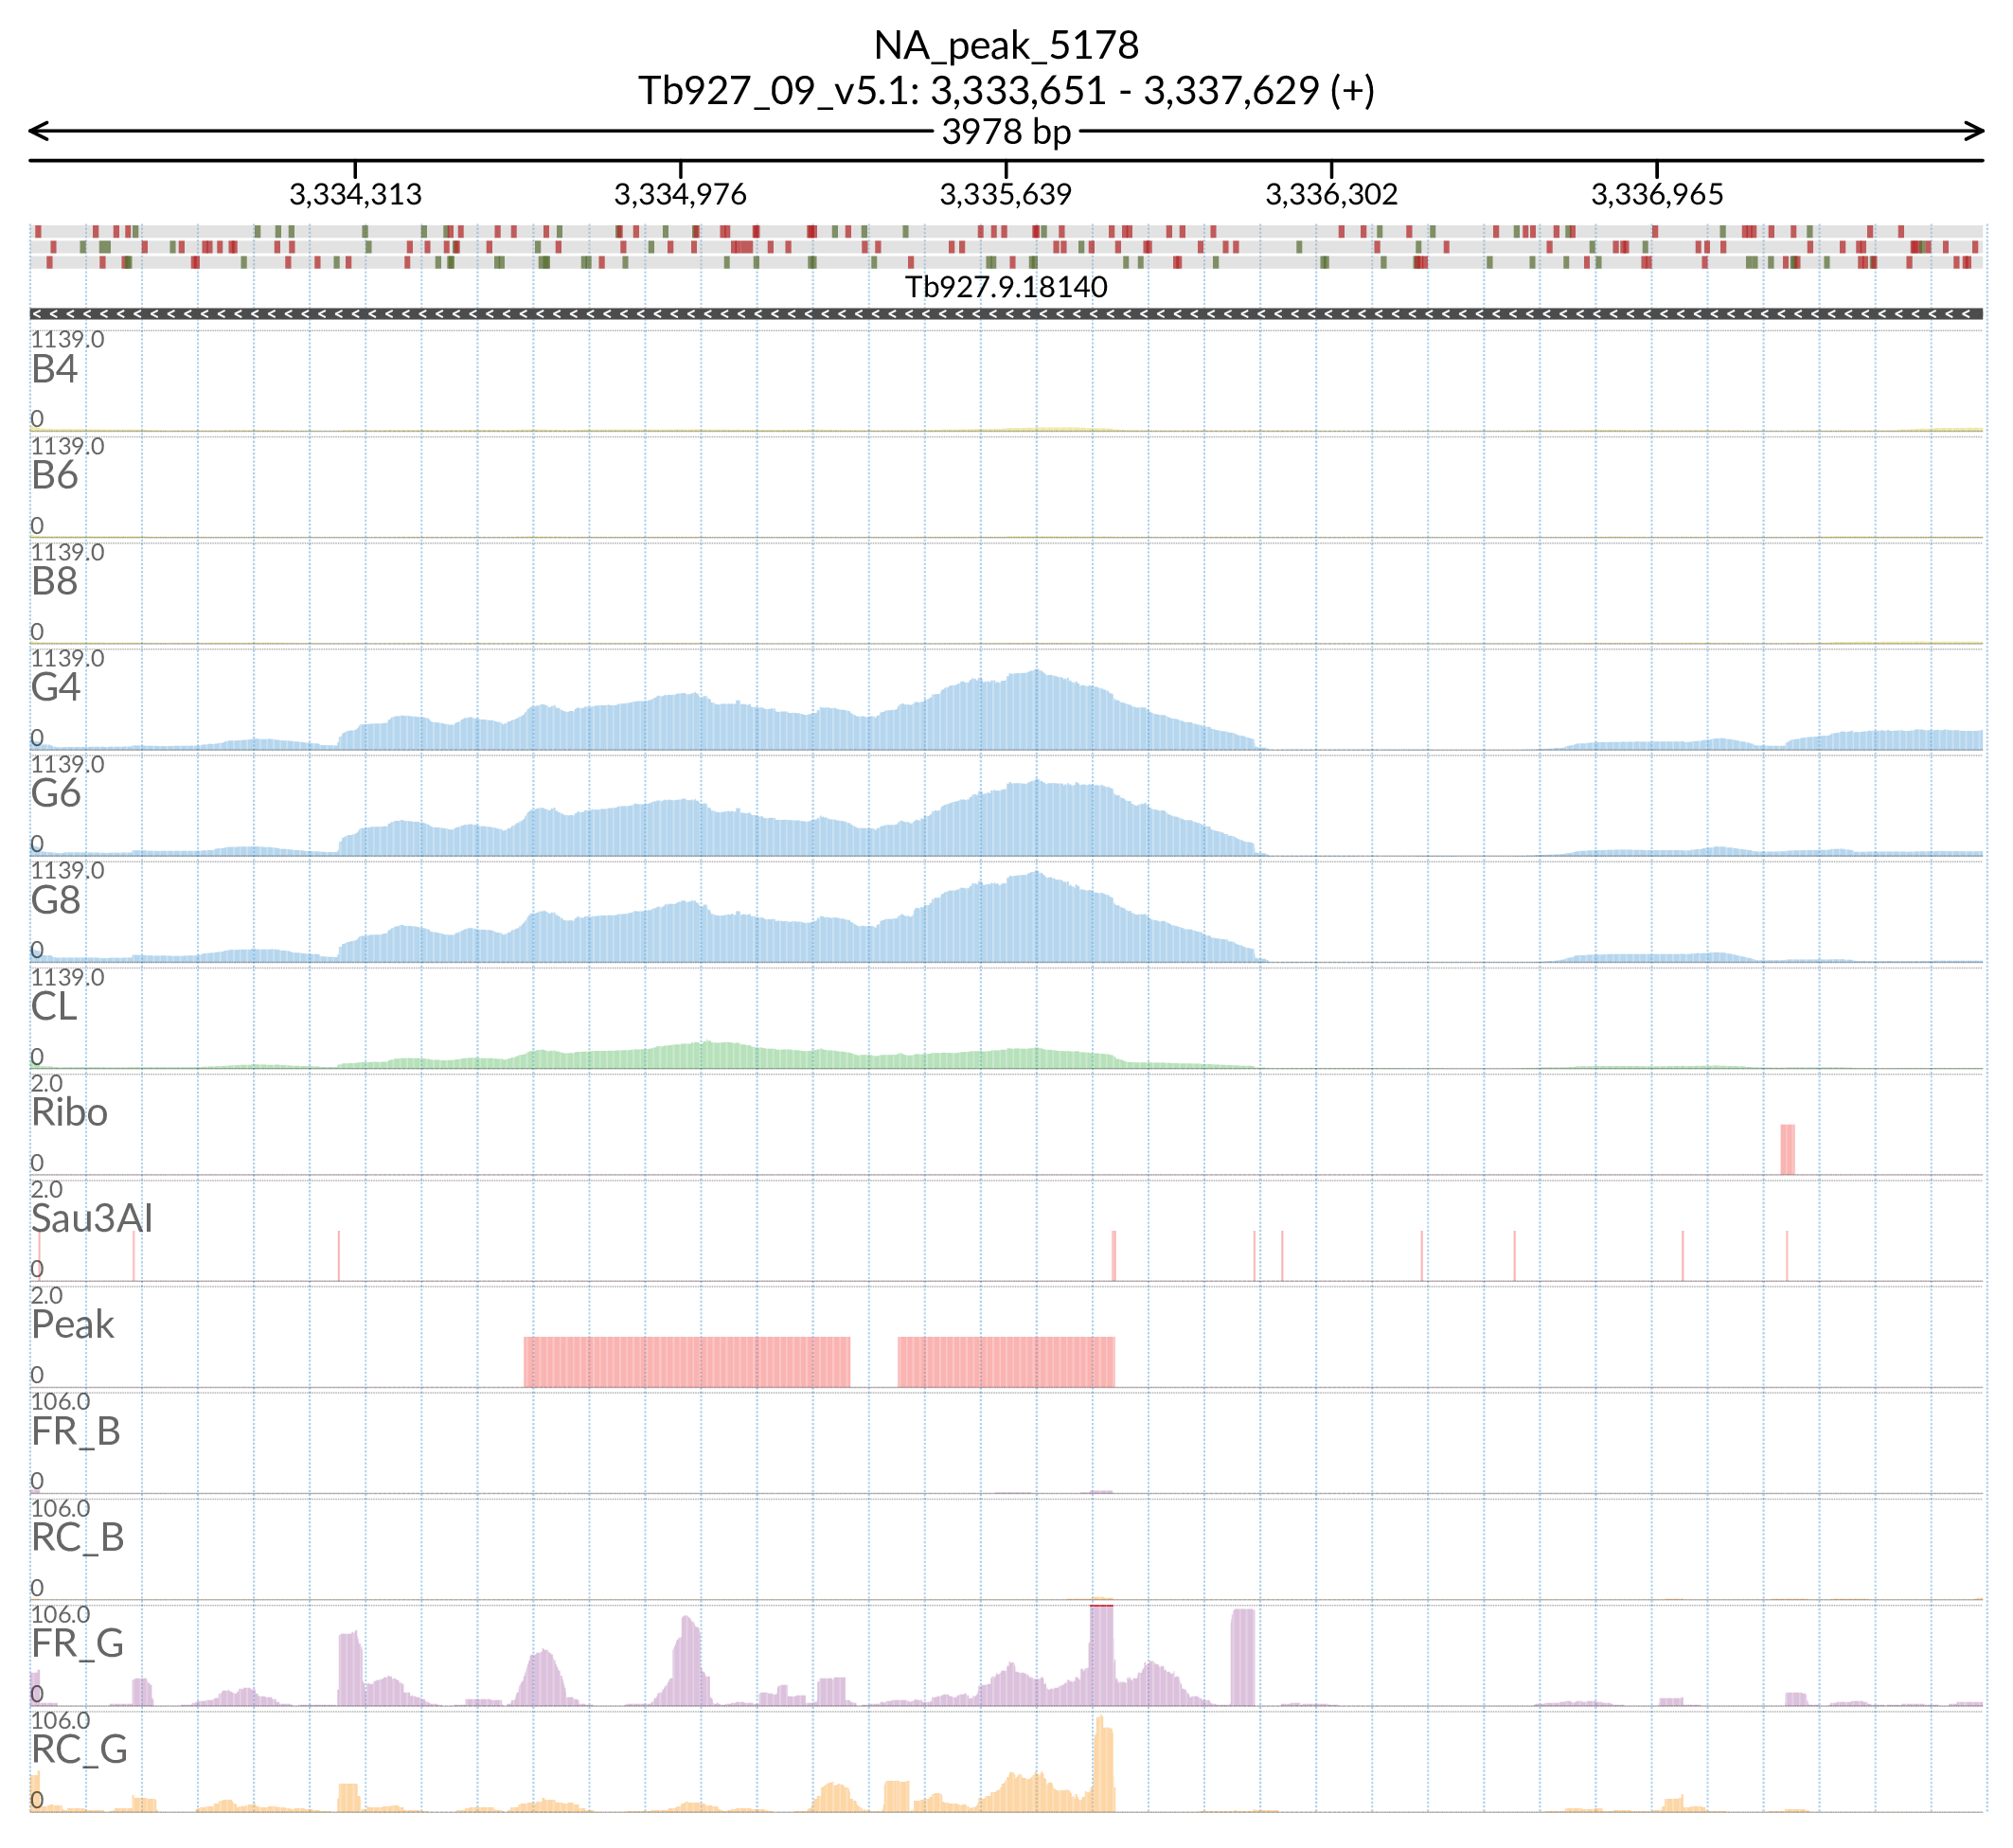 NA_peak_5178
Tb927_09_v5.1: 3,333,651 - 3,337,629 (+)
3978 bp
3,334,313 3,334,976 3,335,639 3,336,302 3,336,965
Tb927.9.18140
1139.0
B4
0
1139.0
B6
0
1139.0
B8
0
1139.0
G4
0
1139.0
G6
0
1139.0
G8
0
1139.0
CL
0
2.0
Ribo
0
2.0
Sau3AI
0
2.0
Peak
0
106.0
FR_B
0
106.0
RC_B
0
106.0
FR_G
0
106.0
RC_G
0